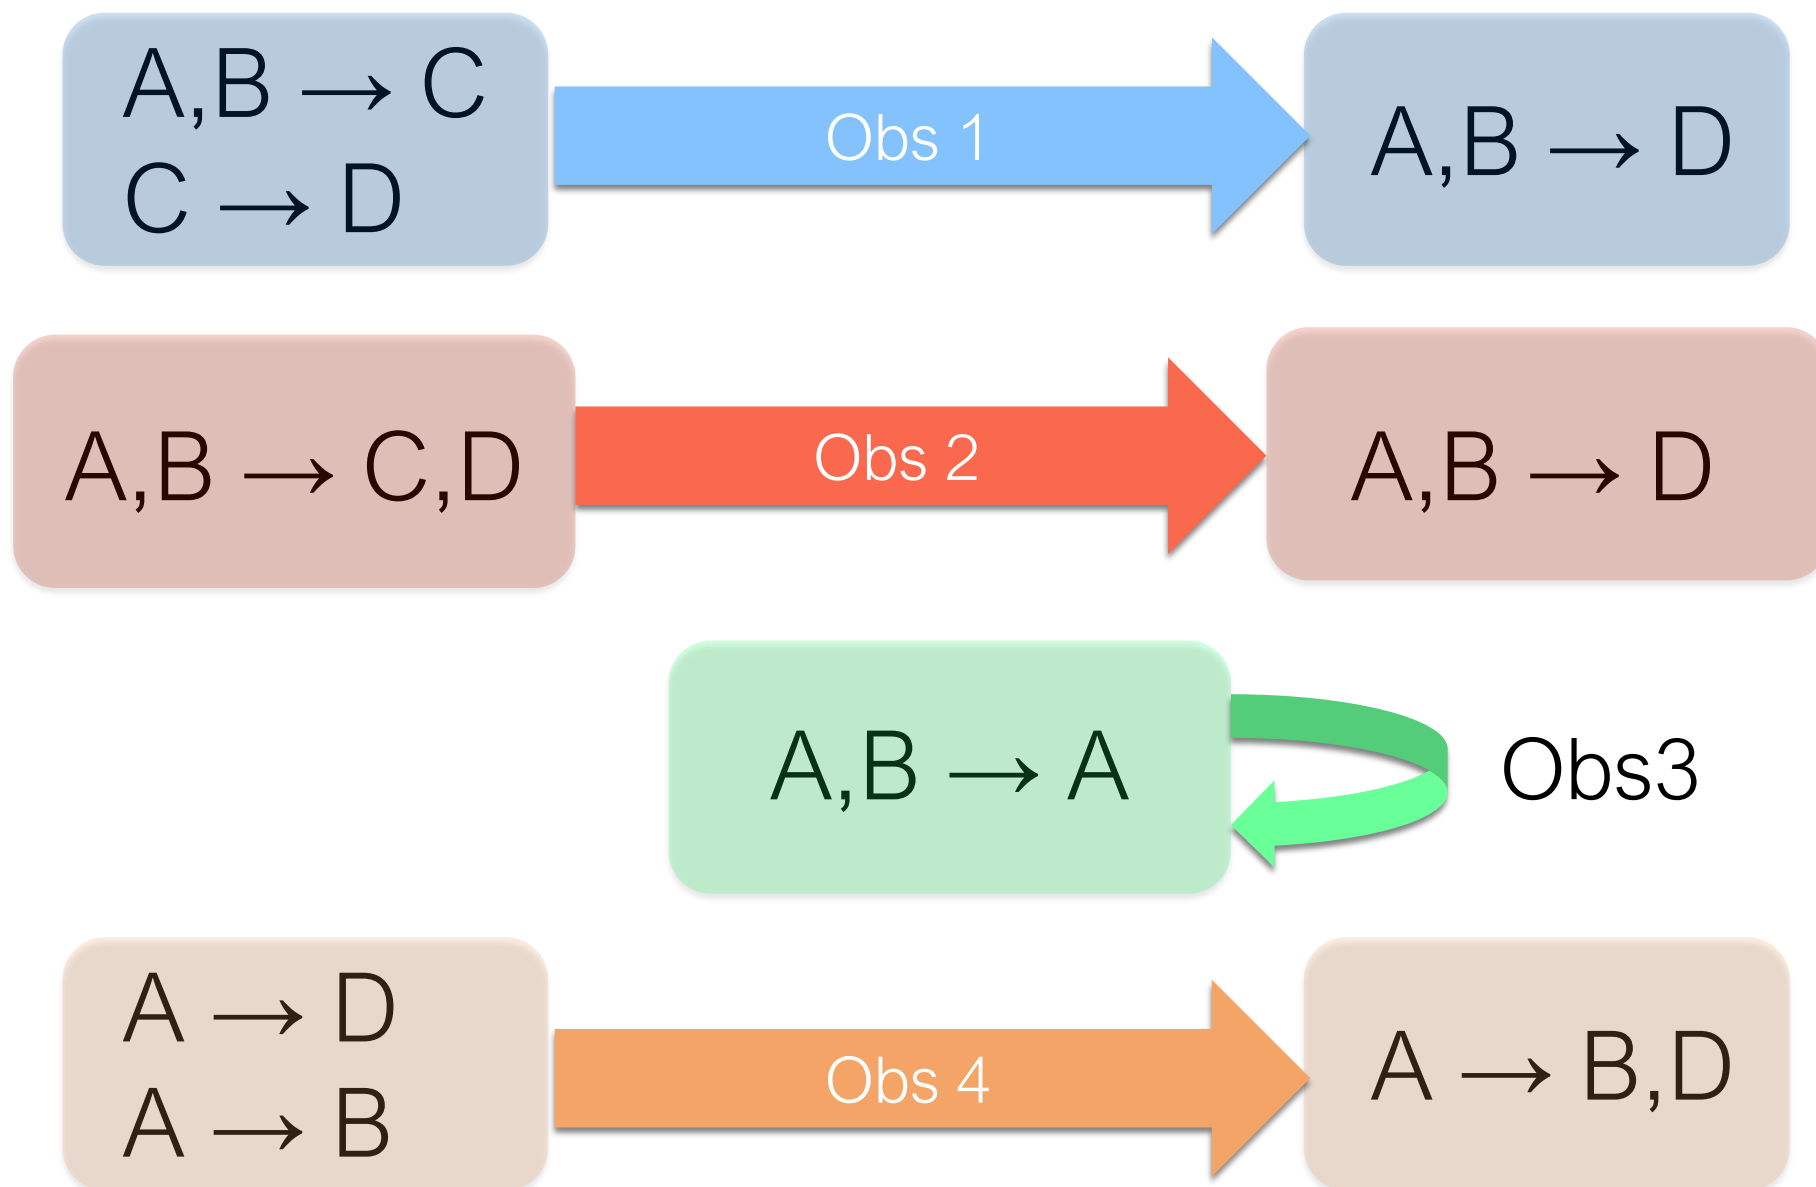 A,B → C
C → D
Obs 1
A,B → D
A,B → C,D
Obs 2
A,B → D
A,B → A
Obs3
A → D
A → B
Obs 4
A → B,D